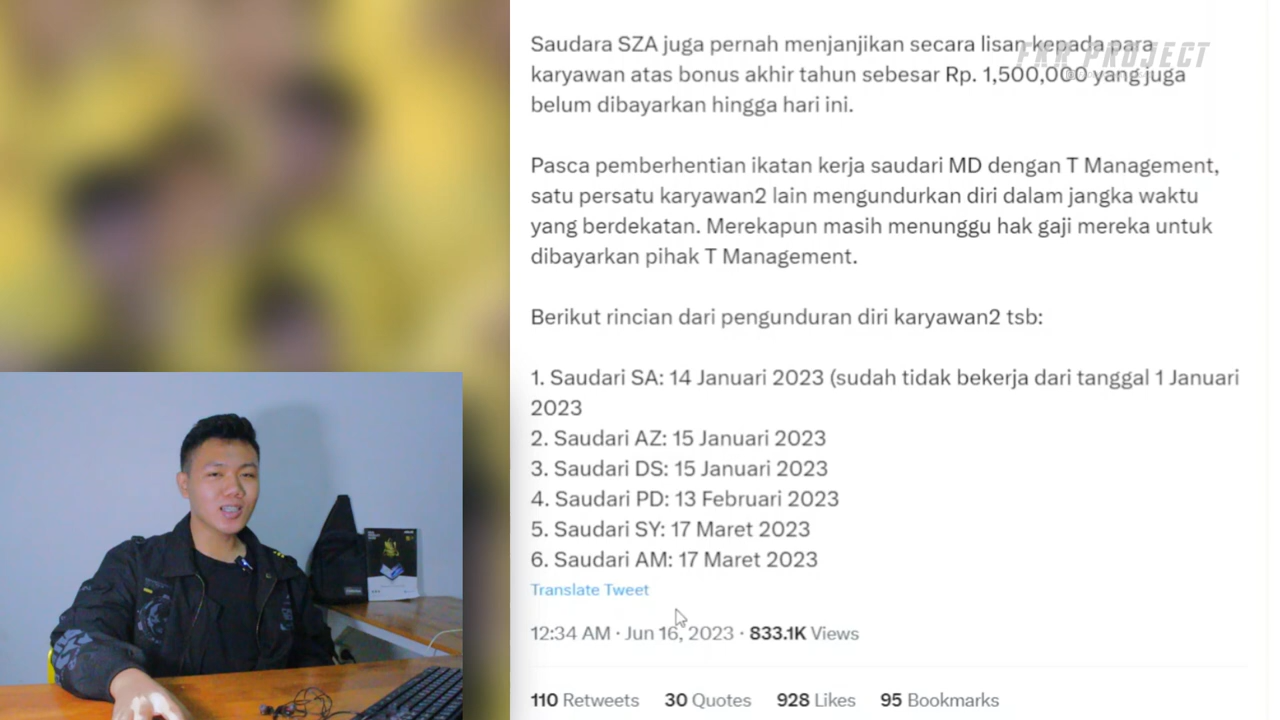 FKR PROJECT
Saudara SZA juga pernah menjanjikan secara lisan kepada para
karyawan atas bonus akhir tahun sebesar Rp. 1,500,000 yang juga
belum dibayarkan hingga hari ini.
Pasca pemberhentian ikatan kerja saudari MD dengan T Management,
satu persatu karyawan2 lain mengundurkan diri dalam jangka waktu
yang berdekatan. Merekapun masih menunggu hak gaji mereka untuk
dibayarkan pihak T Management.
Berikut rincian dari pengunduran diri karyawan2 tsb:
1. Saudari SA: 14 Januari 2023 (sudah tidak bekerja dari tanggal 1 Januari
2023
2. Saudari AZ: 15 Januari 2023
3. Saudari DS: 15 Januari 2023
4. Saudari PD: 13 Februari 2023
5. Saudari SY: 17 Maret 2023
6. Saudari AM: 17 Maret 2023
Translate Tweet
12:34 AM · Jun 16, 2023 · 833.1K Views
110 Retweets 30 Quotes 928 Likes 95 Bookmarks